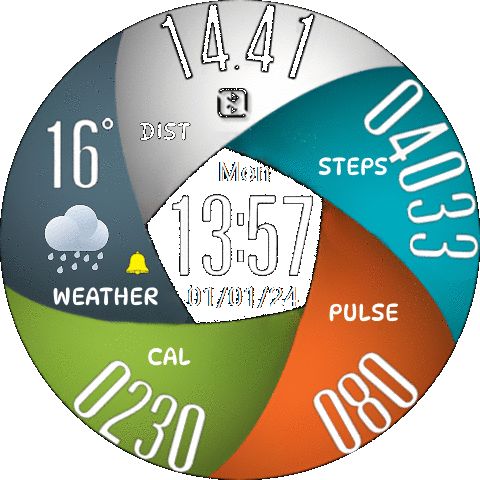 14.41
DIST
16°
STEPS
04033
Mon
13:57
01/01/24
WEATHER
PULSE
080
CAL
0230